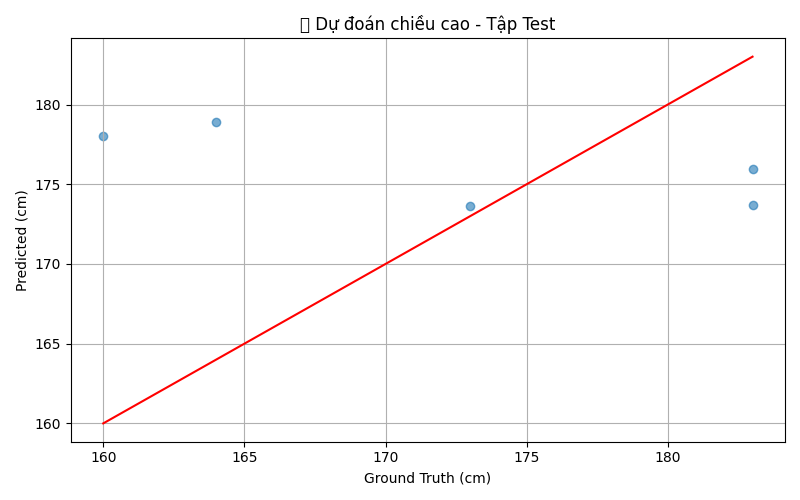 Dự đoán chiều cao - Tập Test
180
175
170
165
160
Predicted (cm)
160 165 170 175 180
Ground Truth (cm)